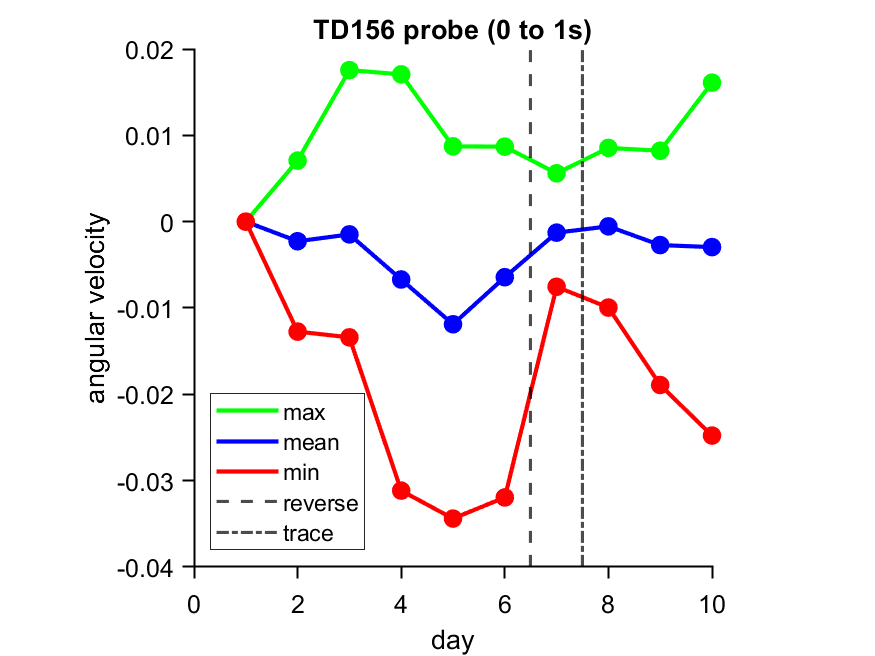 TD156 probe (0 to 1s)
0.02
0.01
0
-0.01
-0.02
-0.03
-0.04
angular velocity
max
mean
min
reverse
trace
0 2 4 6 8 10
day